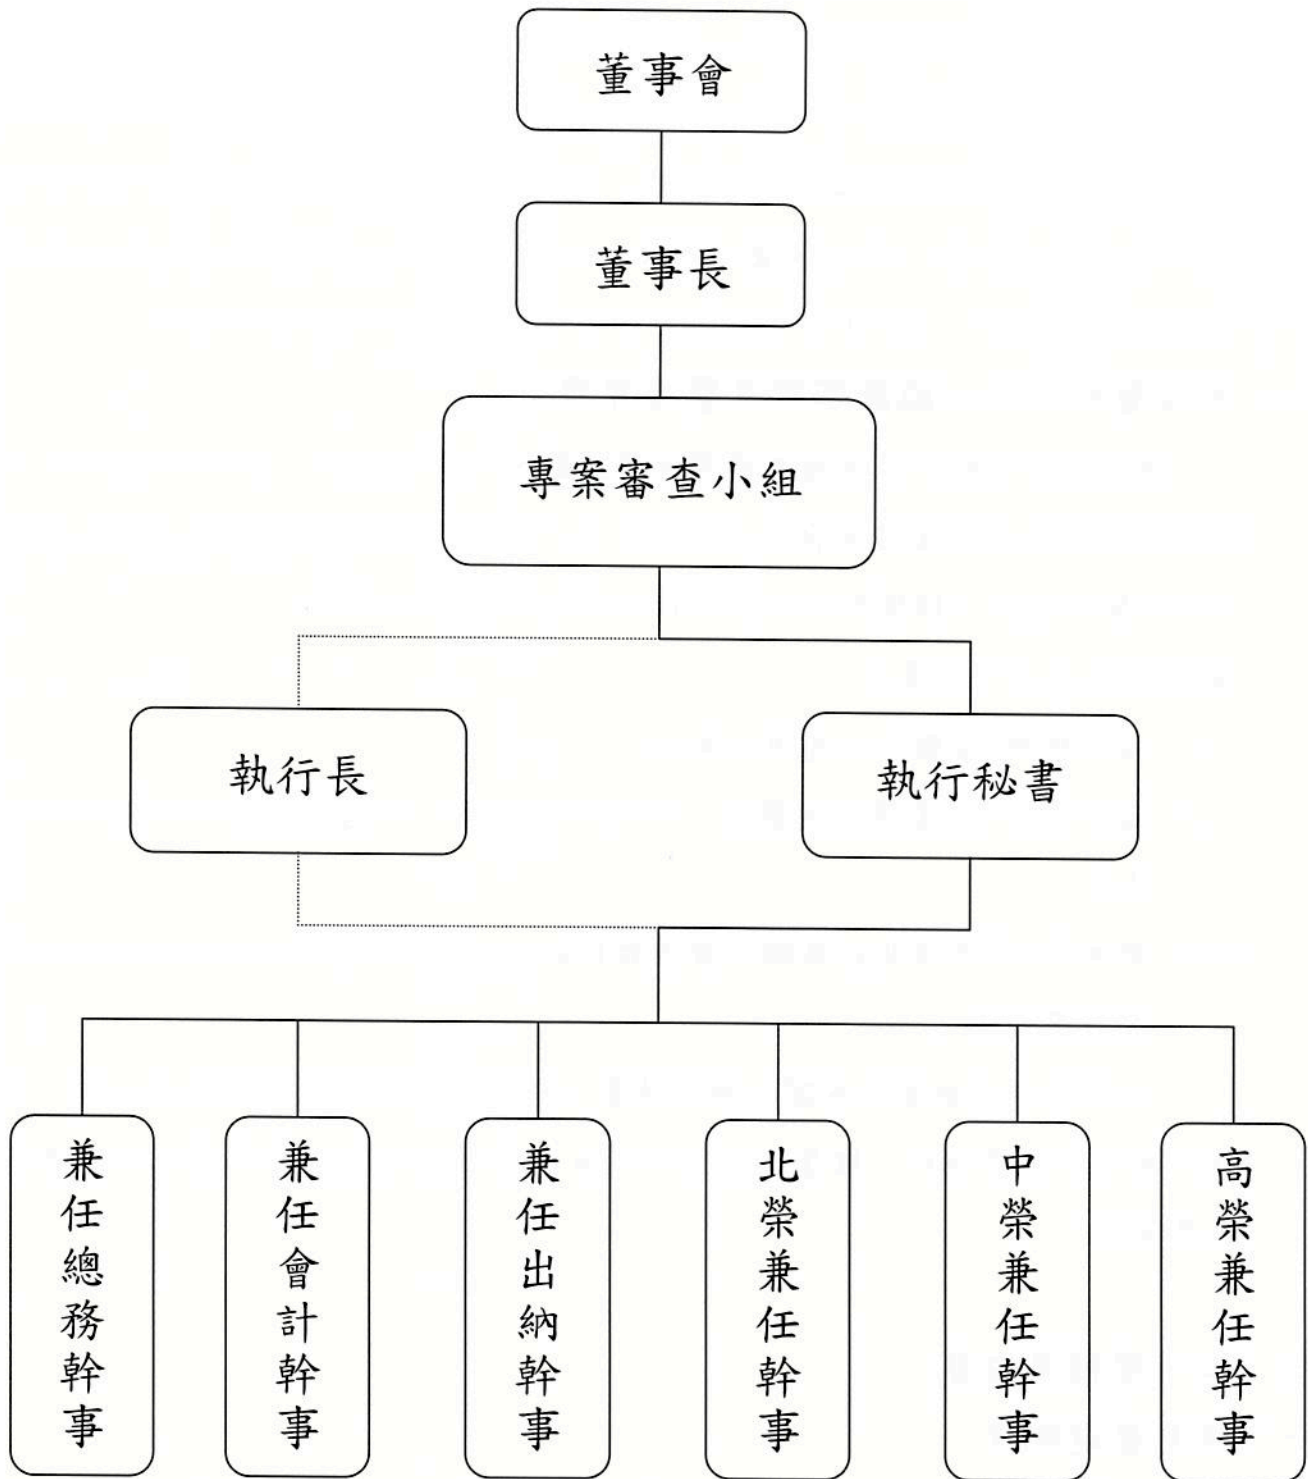 董事會
董事長
專案審查小組
執行長
執行秘書
兼任總務幹事
兼任會計幹事
兼任出納幹事
北榮兼任幹事
中榮兼任幹事
高榮兼任幹事